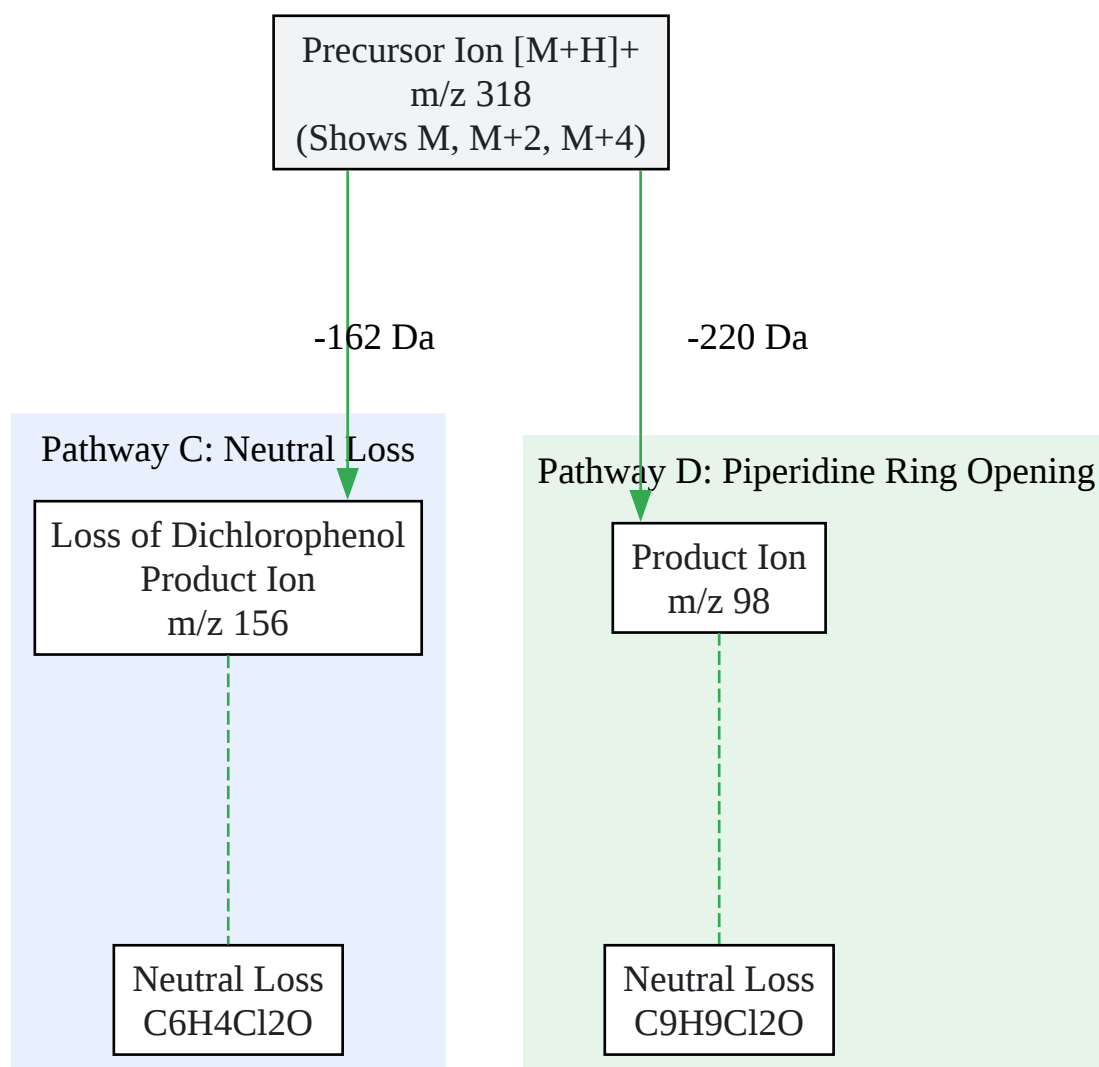 Precursor Ion [M+H]+
m/z 318
(Shows M, M+2, M+4)
-162 Da
-220 Da
Pathway C: Neutral Loss
Loss of Dichlorophenol
Product Ion
m/z 156
Neutral Loss
C6H4Cl2O
Pathway D: Piperidine Ring Opening
Product Ion
m/z 98
Neutral Loss
C9H9Cl2O